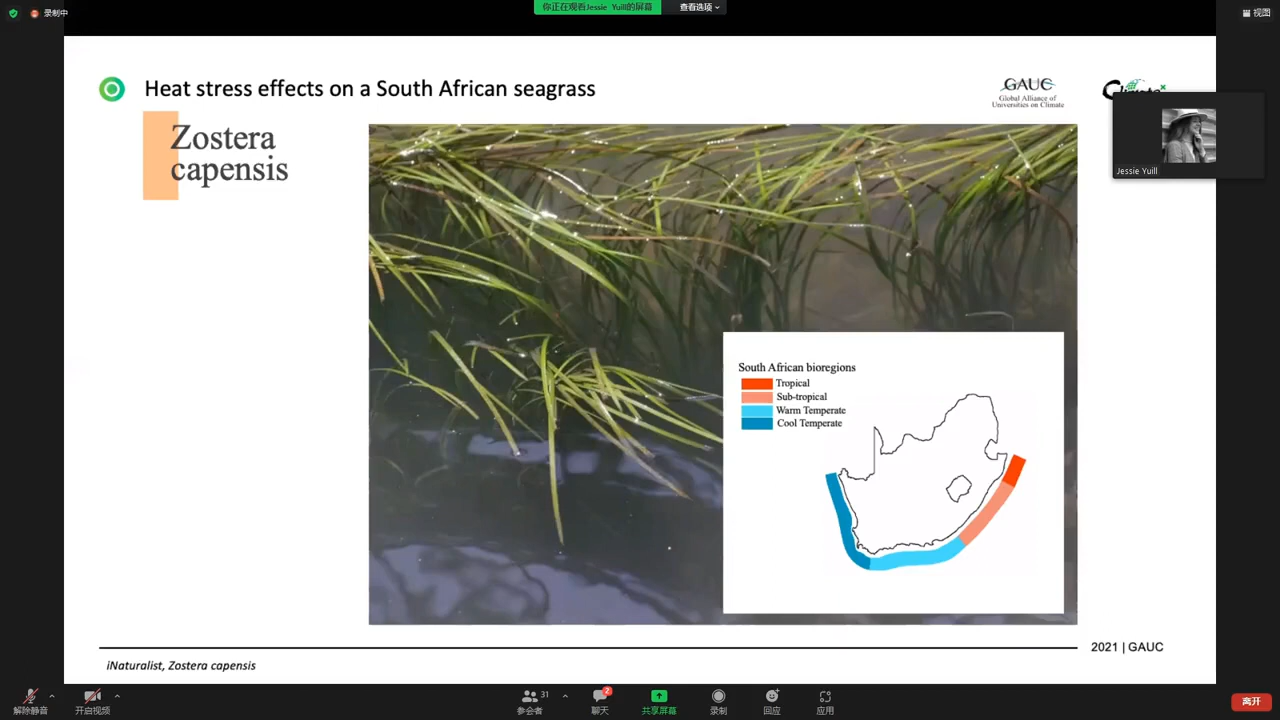 录制中
你正在观看Jessie Yuill的屏幕
查看选项
视图
Heat stress effects on a South African seagrass
GAUC
Global Alliance of
Universities on Climate
Climate
Jessie Yuill
Zostera
capensis
South African bioregions
Tropical
Sub-tropical
Warm Temperate
Cool Temperate
2021 | GAUC
iNaturalist, Zostera capensis
31
2
解除静音
开启视频
参会者
聊天
共享屏幕
录制
回应
应用
离开